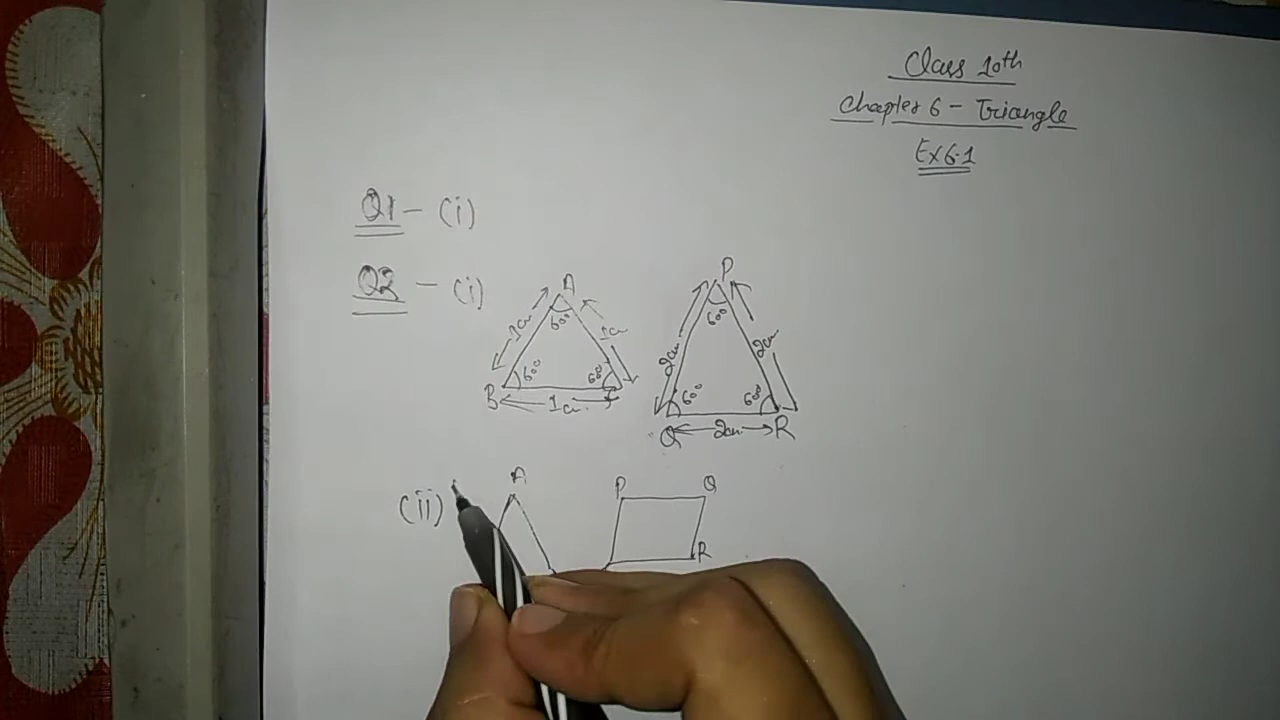 Class 10th
Chapter 6 - Triangle
Ex 6.1
Q1 - (i)
Q2 - (i)
A
60°
1cm
1cm
60°
60°
B
1cm
C
P
60°
2cm
2cm
60°
60°
Q
2cm
R
(ii)
A
P
Q
R